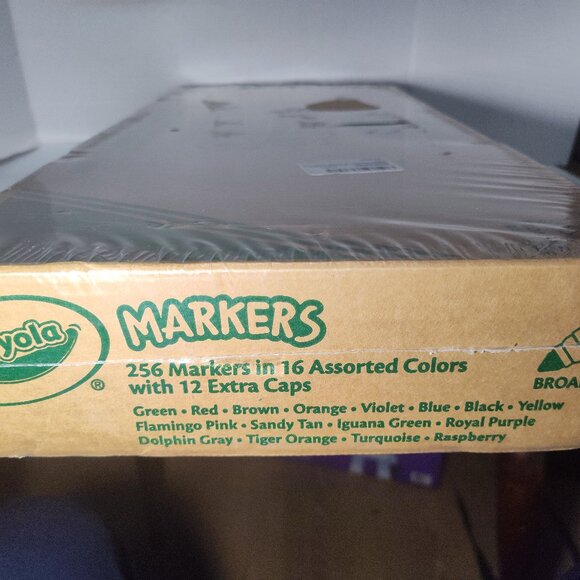 yola
®
MARKERS
256 Markers in 16 Assorted Colors
with 12 Extra Caps
Green • Red • Brown • Orange • Violet • Blue • Black • Yellow
Flamingo Pink • Sandy Tan • Iguana Green • Royal Purple
Dolphin Gray • Tiger Orange • Turquoise • Raspberry
BROA